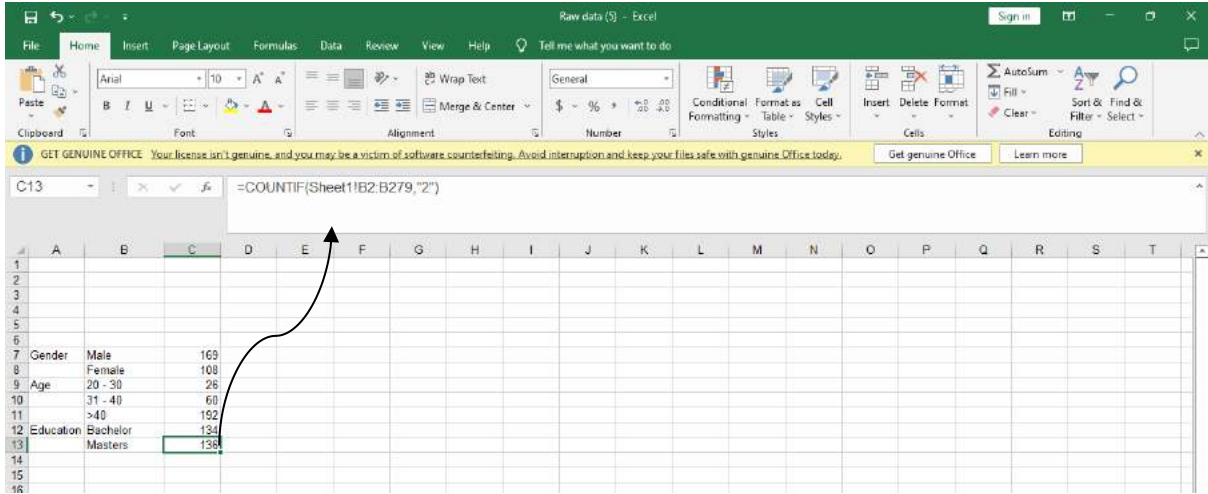 Raw data (5) - Excel
Sign in
File Home Insert Page Layout Formulas Data Review View Help Tell me what you want to do
Paste
Clipboard
Arial 10 A A
B I U A
Font
Wrap Text
Merge & Center
Alignment
General
$ % ,
Number
Conditional Formatting
Format as Table
Cell Styles
Styles
Insert Delete Format
Cells
AutoSum
Fill
Clear
Sort & Filter
Find & Select
Editing
GET GENUINE OFFICE Your license isn't genuine, and you may be a victim of software counterfeiting. Avoid interruption and keep your files safe with genuine Office today. Get genuine Office Learn more
C13 fx =COUNTIF(Sheet1!B2:B279,"2")
A B C D E F G H I J K L M N O P Q R S T
1
2
3
4
5
6
7 Gender Male 169
8 Female 108
9 Age 20 - 30 26
10 31 - 40 60
11 >40 192
12 Education Bachelor 134
13 Masters 136
14
15
16